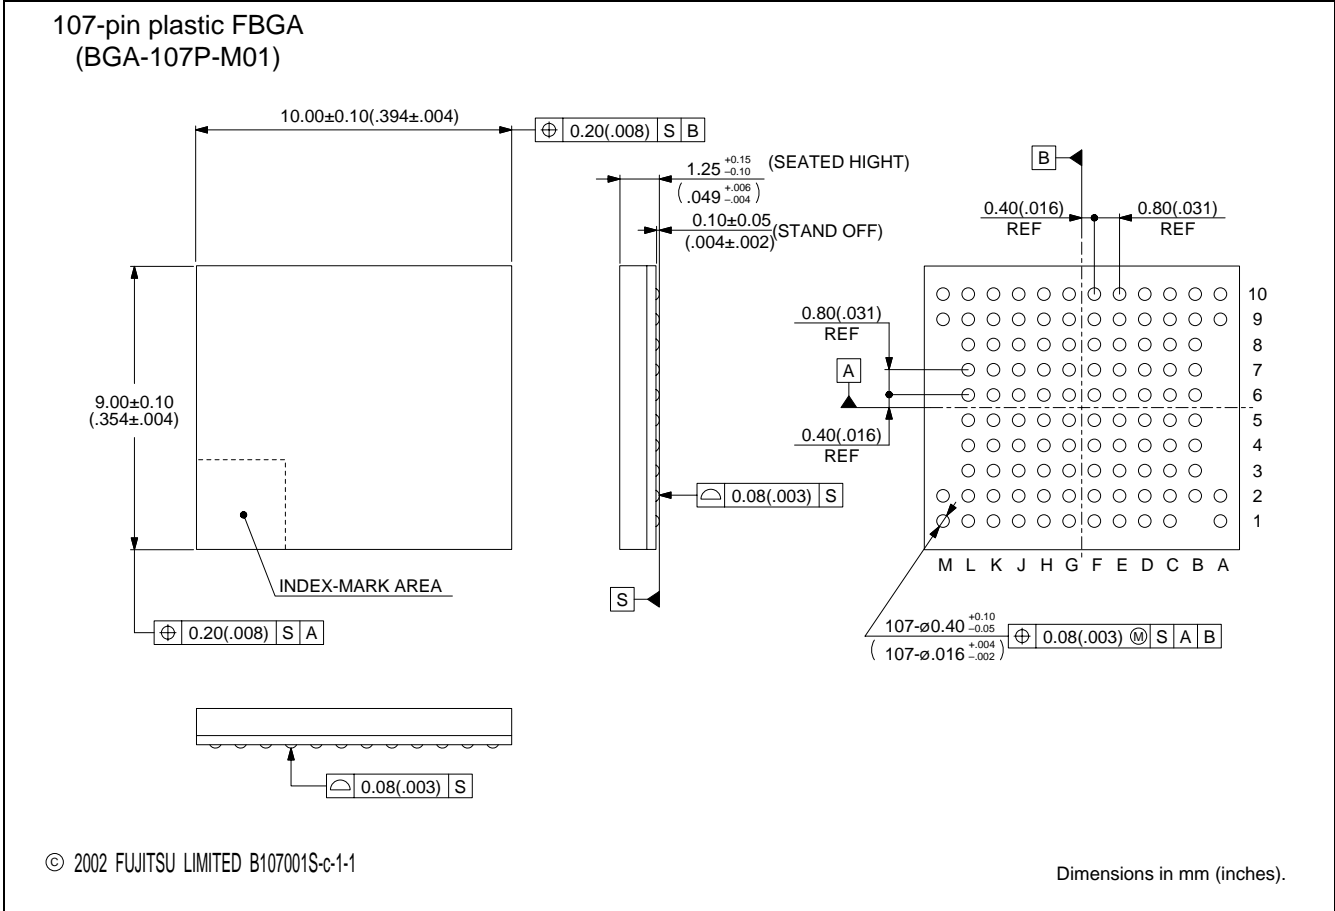 107-pin plastic FBGA
(BGA-107P-M01)
10.00±0.10(.394±.004)
⌖ 0.20(.008) S B
1.25 +0.15 –0.10 (SEATED HIGHT)
(.049 +.006 –.004)
0.10±0.05
(.004±.002) (STAND OFF)
B
0.40(.016)
REF
0.80(.031)
REF
10
9
8
7
6
5
4
3
2
1
0.80(.031)
REF
A
0.40(.016)
REF
9.00±0.10
(.354±.004)
⌓ 0.08(.003) S
M L K J H G F E D C B A
INDEX-MARK AREA
S
⌖ 0.20(.008) S A
107-ø0.40 +0.10 –0.05
(107-ø.016 +.004 –.002)
⌖ 0.08(.003) Ⓜ S A B
⌓ 0.08(.003) S
© 2002 FUJITSU LIMITED B107001S-c-1-1
Dimensions in mm (inches).